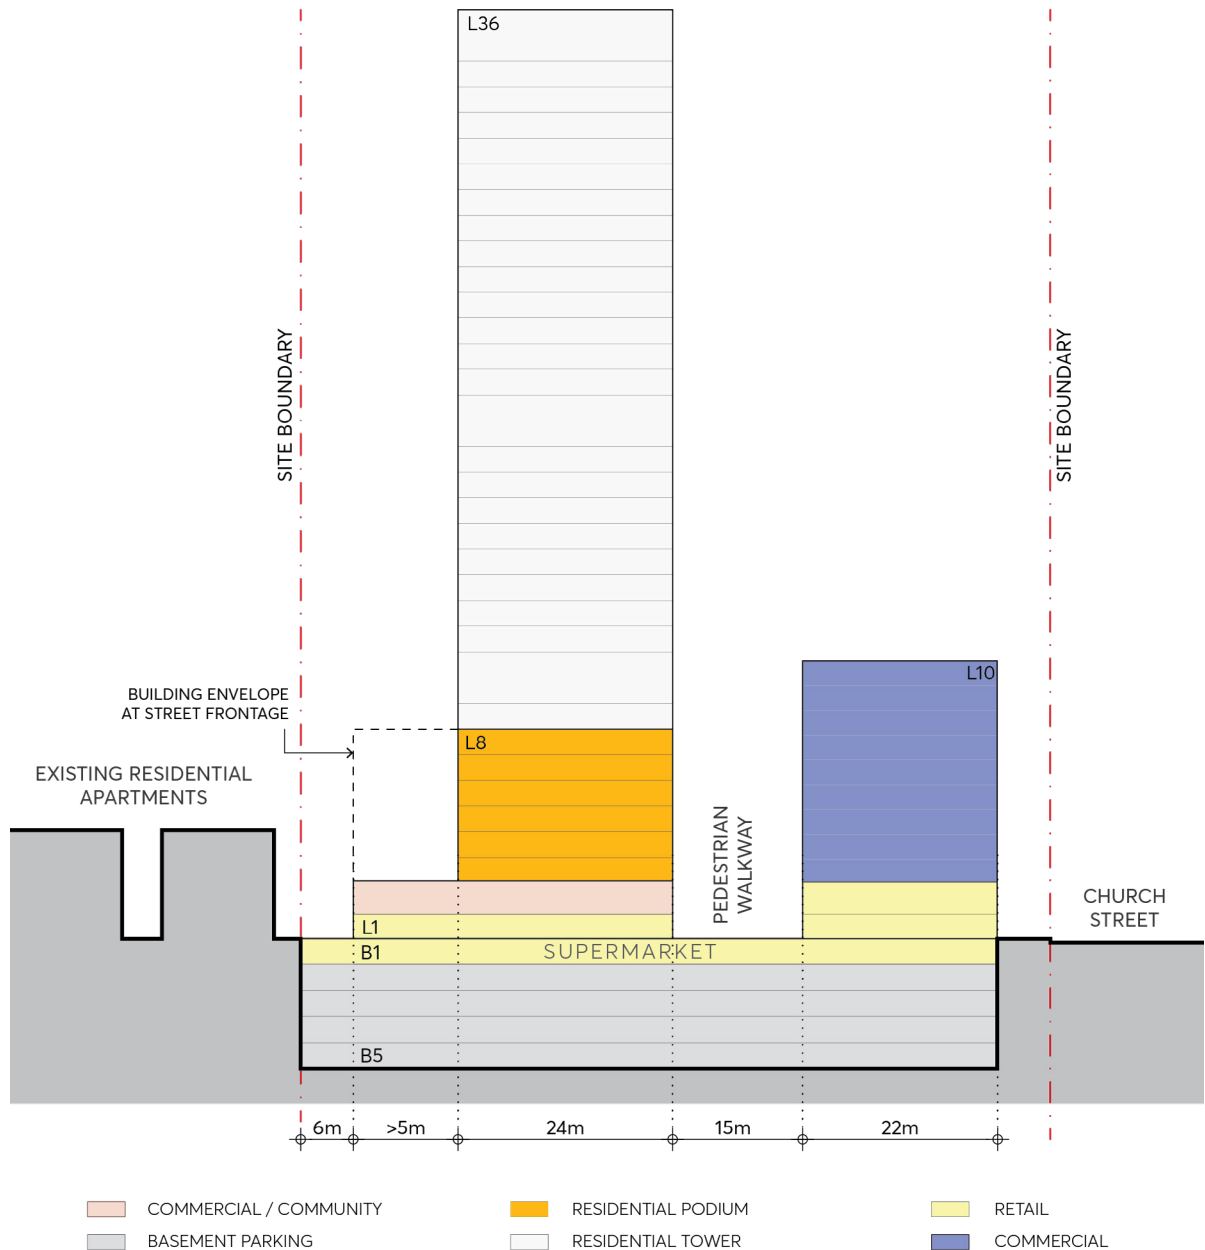 L36
SITE BOUNDARY
SITE BOUNDARY
L10
BUILDING ENVELOPE
AT STREET FRONTAGE
L8
EXISTING RESIDENTIAL
APARTMENTS
PEDESTRIAN
WALKWAY
CHURCH
STREET
L1
B1
SUPERMARKET
B5
6m
>5m
24m
15m
22m
COMMERCIAL / COMMUNITY
RESIDENTIAL PODIUM
RETAIL
BASEMENT PARKING
RESIDENTIAL TOWER
COMMERCIAL